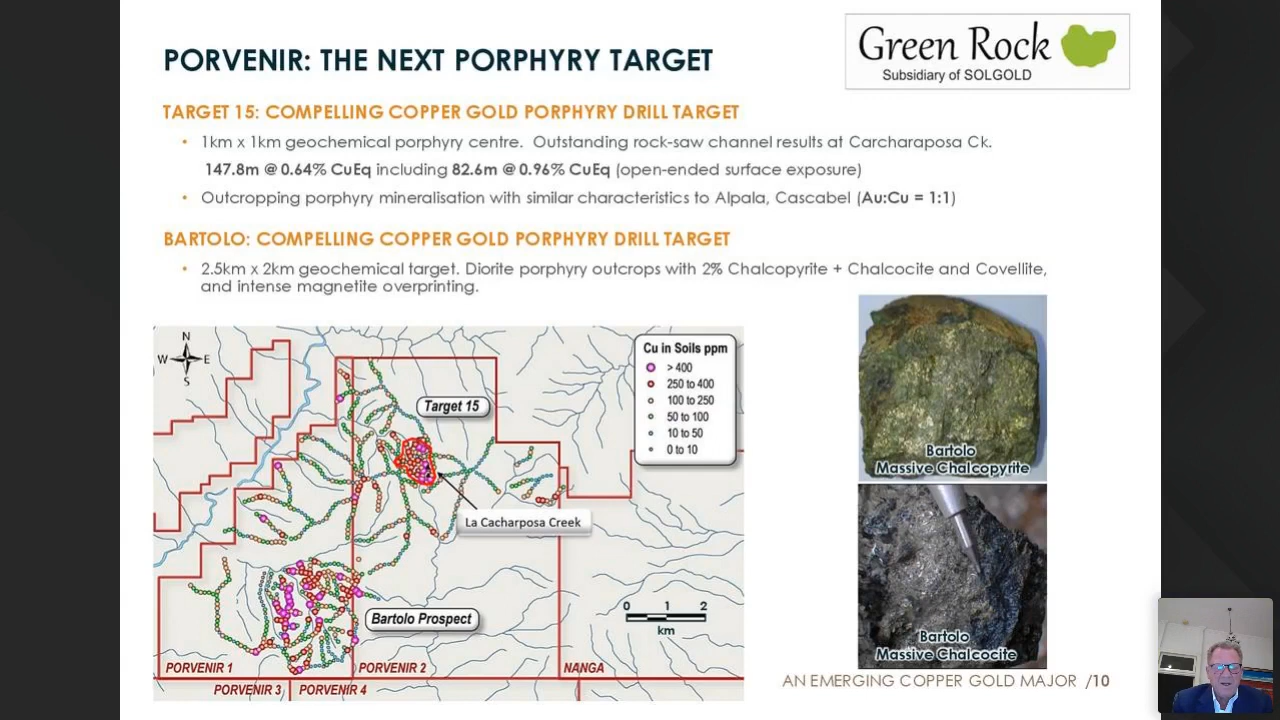 PORVENIR: THE NEXT PORPHYRY TARGET
Green Rock
Subsidiary of SOLGOLD
TARGET 15: COMPELLING COPPER GOLD PORPHYRY DRILL TARGET
• 1km x 1km geochemical porphyry centre. Outstanding rock-saw channel results at Carcharaposa Ck.
147.8m @ 0.64% CuEq including 82.6m @ 0.96% CuEq (open-ended surface exposure)
• Outcropping porphyry mineralisation with similar characteristics to Alpala, Cascabel (Au:Cu = 1:1)
BARTOLO: COMPELLING COPPER GOLD PORPHYRY DRILL TARGET
• 2.5km x 2km geochemical target. Diorite porphyry outcrops with 2% Chalcopyrite + Chalcocite and Covellite,
and intense magnetite overprinting.
N
W E
S
Cu in Soils ppm
> 400
250 to 400
100 to 250
50 to 100
10 to 50
0 to 10
Target 15
La Cacharposa Creek
Bartolo Prospect
0 1 2
km
PORVENIR 1
PORVENIR 2
NANGA
PORVENIR 3
PORVENIR 4
Bartolo
Massive Chalcopyrite
Bartolo
Massive Chalcocite
AN EMERGING COPPER GOLD MAJOR /10